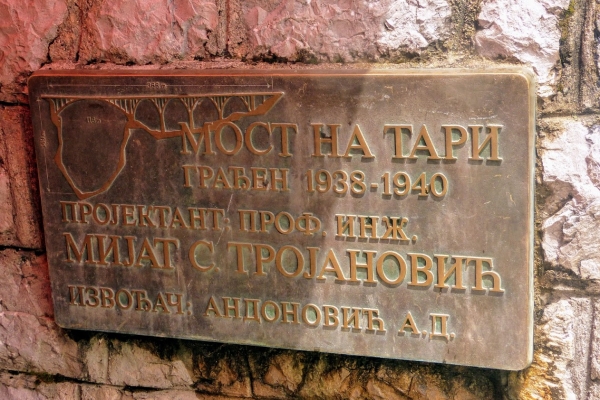 МОСТ НА ТАРИ
ГРАЂЕН 1938-1940
ПРОЈЕКТАНТ: ПРОФ. ИНЖ.
МИЈАТ С. ТРОЈАНОВИЋ
ИЗВОЂАЧ: АНДОНОВИЋ А.Д.